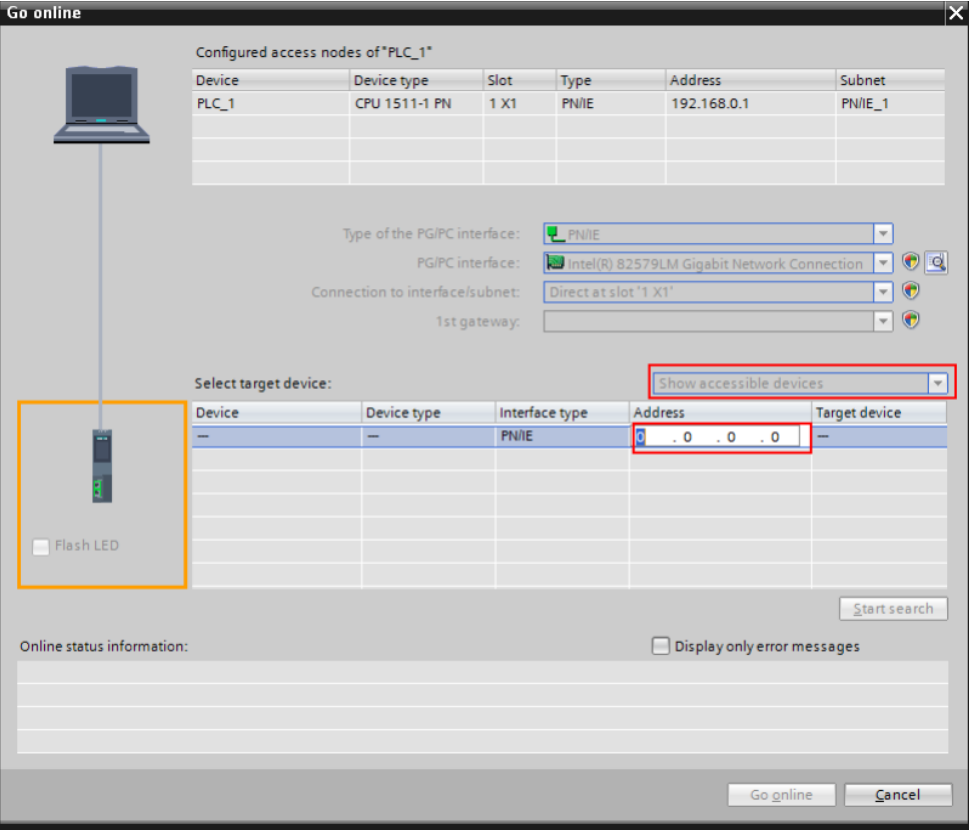 Go online
Configured access nodes of "PLC_1"
Device Device type Slot Type Address Subnet
PLC_1 CPU 1511-1 PN 1 X1 PN/IE 192.168.0.1 PN/IE_1
Type of the PG/PC interface: PN/IE
PG/PC interface: Intel(R) 82579LM Gigabit Network Connection
Connection to interface/subnet: Direct at slot '1 X1'
1st gateway:
Select target device: Show accessible devices
Device Device type Interface type Address Target device
— — PN/IE 0 . 0 . 0 . 0 —
Flash LED
Start search
Online status information: Display only error messages
Go online Cancel